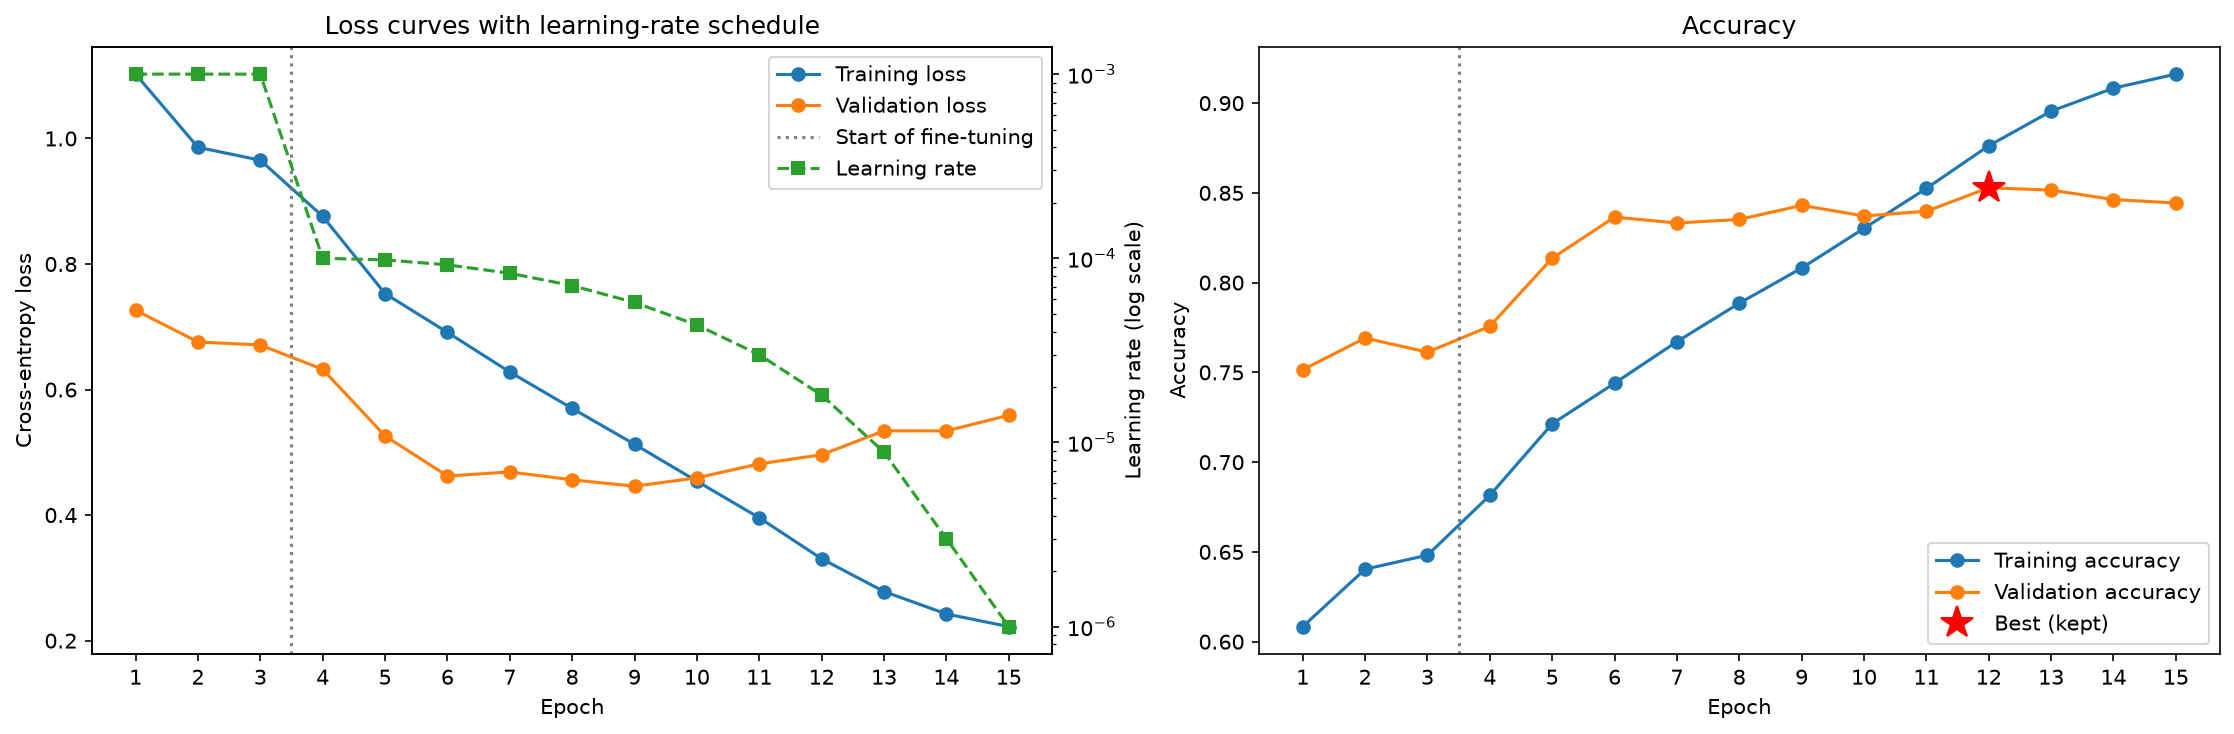 Loss curves with learning-rate schedule
Cross-entropy loss
1.0
0.8
0.6
0.4
0.2
Training loss
Validation loss
Start of fine-tuning
Learning rate
10⁻³
10⁻⁴
10⁻⁵
10⁻⁶
Learning rate (log scale)
1 2 3 4 5 6 7 8 9 10 11 12 13 14 15
Epoch
Accuracy
Accuracy
0.90
0.85
0.80
0.75
0.70
0.65
0.60
Training accuracy
Validation accuracy
Best (kept)
1 2 3 4 5 6 7 8 9 10 11 12 13 14 15
Epoch